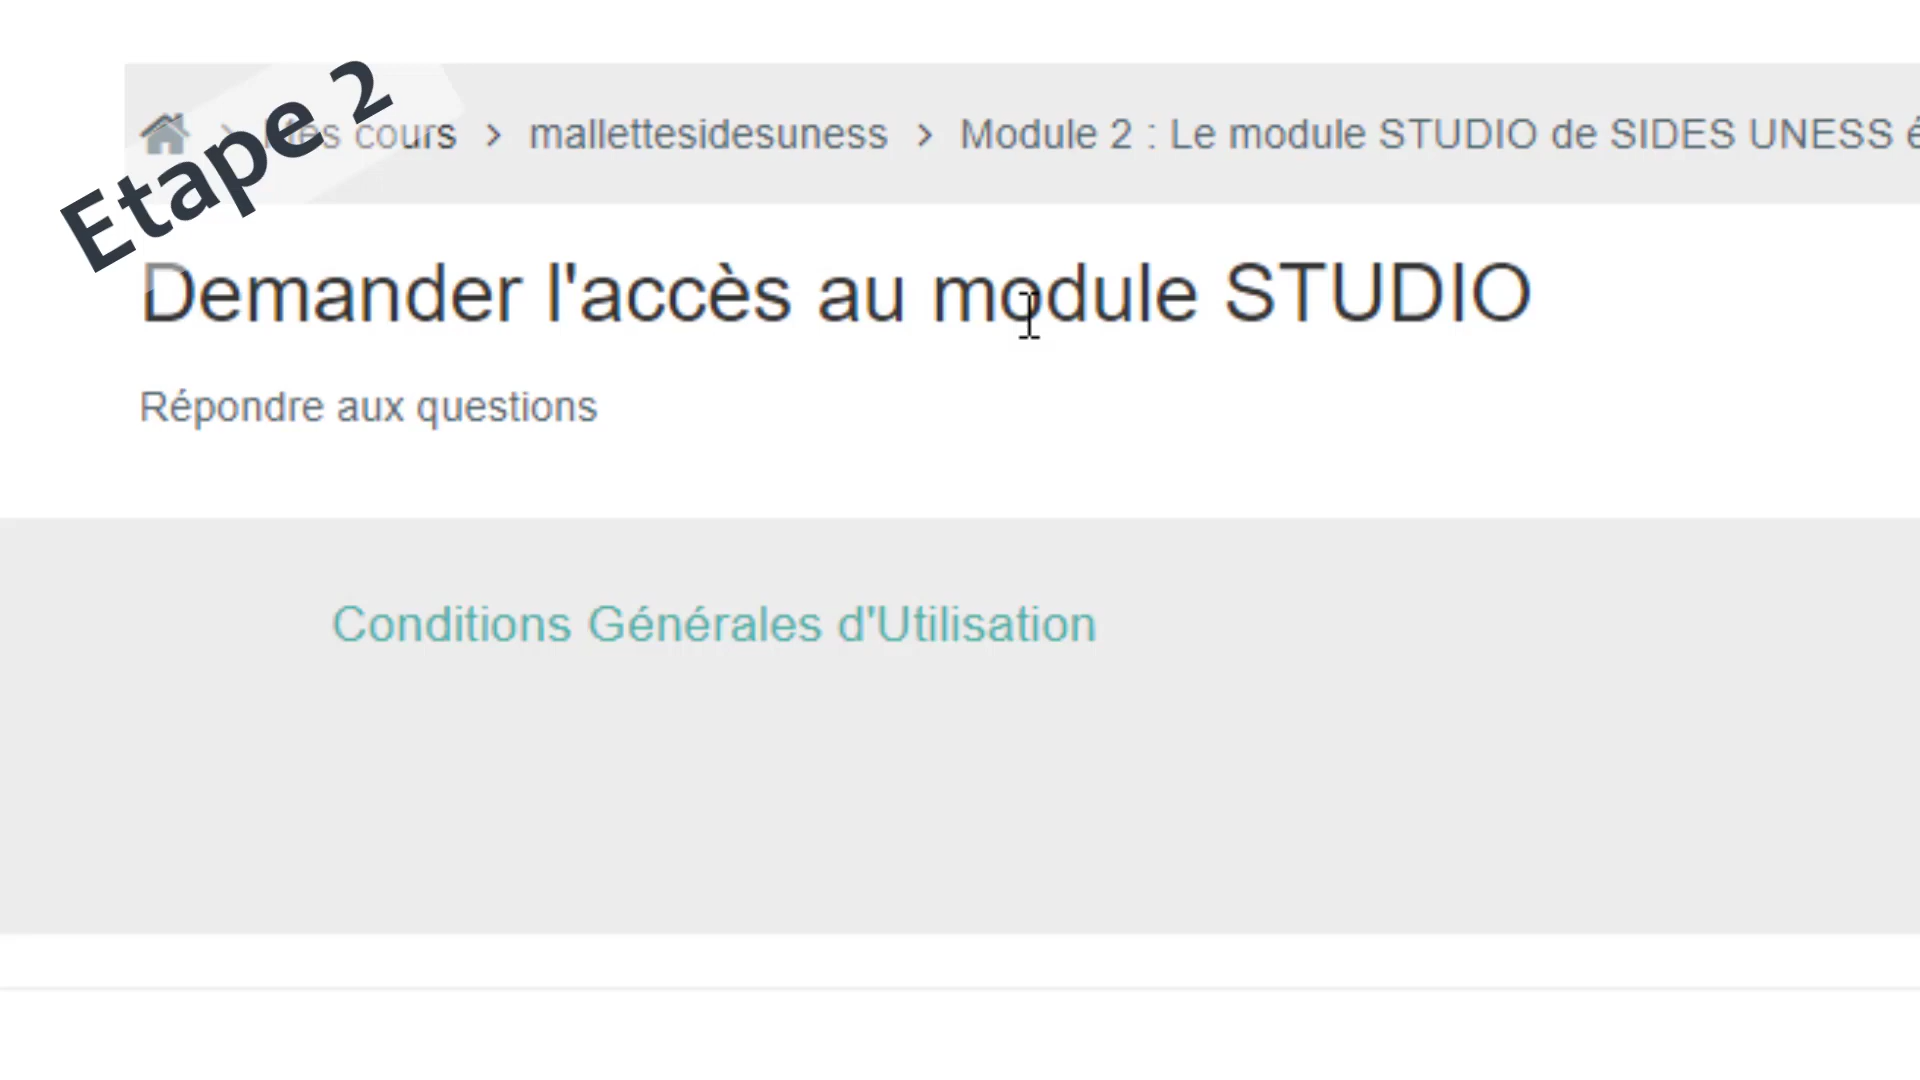 Etape 2
Mes cours > mallettesidesuness > Module 2 : Le module STUDIO de SIDES UNESS é
Demander l'accès au module STUDIO
Répondre aux questions
Conditions Générales d'Utilisation